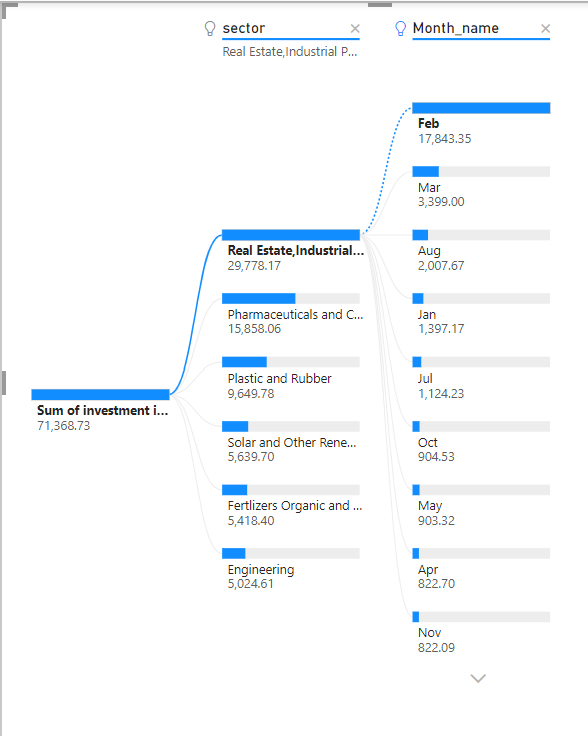 sector
Real Estate,Industrial P...
Month_name
Feb
17,843.35
Mar
3,399.00
Aug
2,007.67
Jan
1,397.17
Jul
1,124.23
Oct
904.53
May
903.32
Apr
822.70
Nov
822.09
Real Estate,Industrial...
29,778.17
Pharmaceuticals and C...
15,858.06
Plastic and Rubber
9,649.78
Solar and Other Rene...
5,639.70
Fertlizers Organic and ...
5,418.40
Engineering
5,024.61
Sum of investment i...
71,368.73